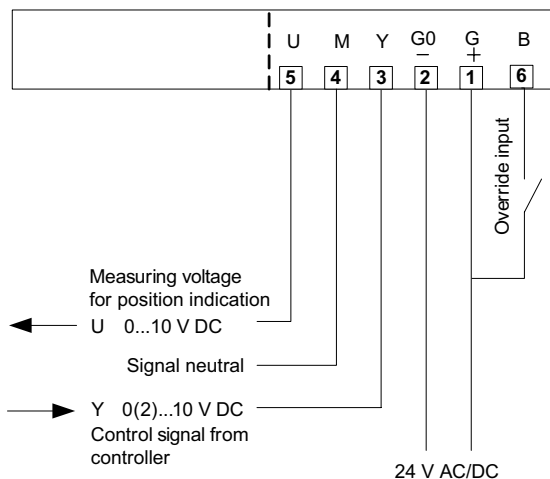 U M Y G0 G B
− +
5 4 3 2 1 6
Override input
Measuring voltage
for position indication
U 0...10 V DC
Signal neutral
Y 0(2)...10 V DC
Control signal from
controller
24 V AC/DC